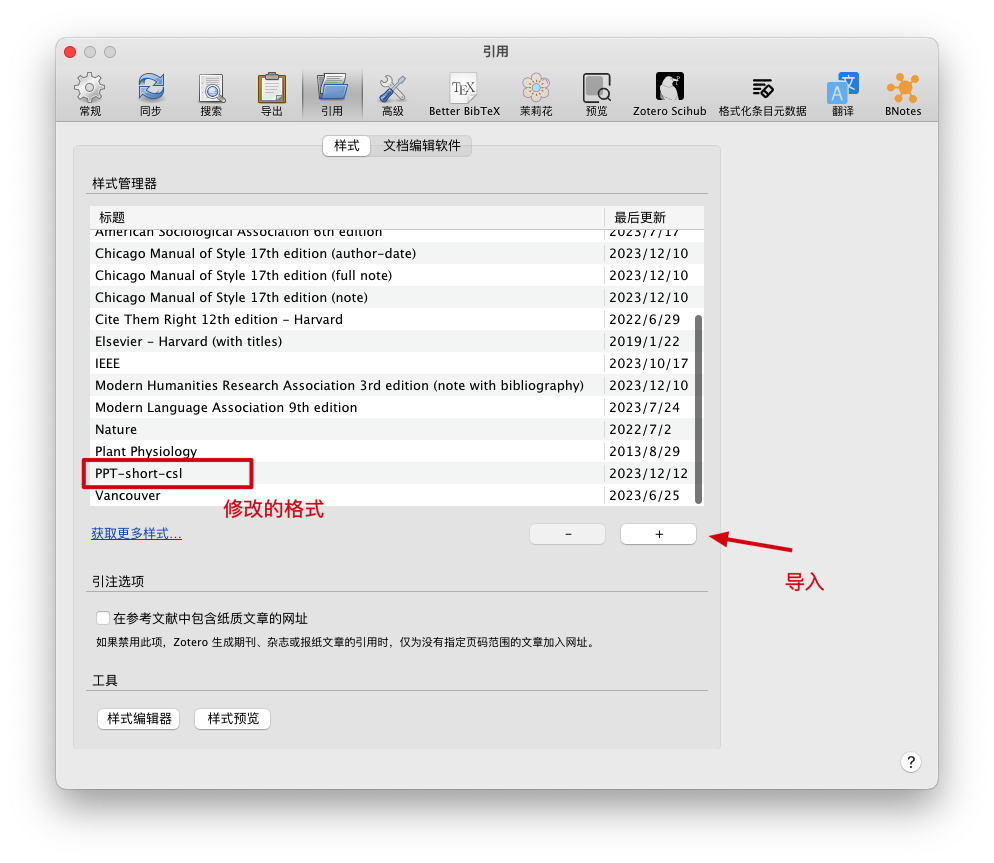 引用
常规 同步 搜索 导出 引用 高级 Better BibTeX 茉莉花 预览 Zotero Scihub 格式化条目元数据 翻译 BNotes
样式 文档编辑软件
样式管理器
标题 最后更新
American Sociological Association 6th edition 2023/7/17
Chicago Manual of Style 17th edition (author-date) 2023/12/10
Chicago Manual of Style 17th edition (full note) 2023/12/10
Chicago Manual of Style 17th edition (note) 2023/12/10
Cite Them Right 12th edition - Harvard 2022/6/29
Elsevier - Harvard (with titles) 2019/1/22
IEEE 2023/10/17
Modern Humanities Research Association 3rd edition (note with bibliography) 2023/12/10
Modern Language Association 9th edition 2023/7/24
Nature 2022/7/2
Plant Physiology 2013/8/29
PPT-short-csl 2023/12/12
Vancouver 2023/6/25
修改的格式
获取更多样式... - +
导入
引注选项
在参考文献中包含纸质文章的网址
如果禁用此项，Zotero 生成期刊、杂志或报纸文章的引用时，仅为没有指定页码范围的文章加入网址。
工具
样式编辑器 样式预览
?